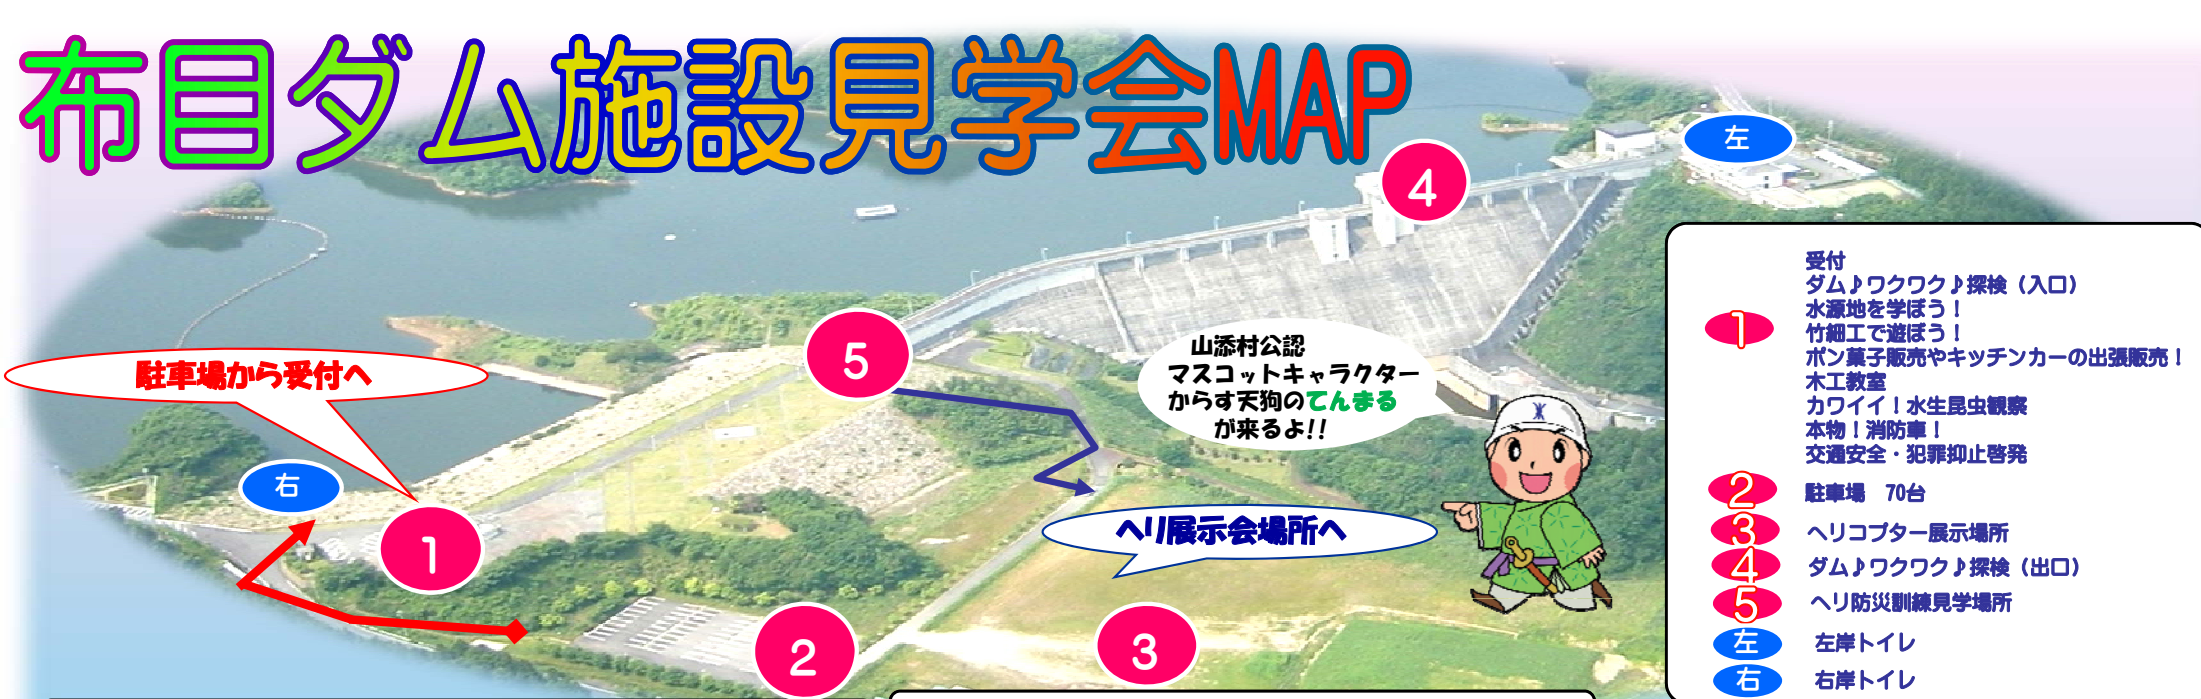 布目ダム施設見学会MAP
左
4
5
駐車場から受付へ
山添村公認
マスコットキャラクター
からす天狗のてんまる
が来るよ!!
右
1
ヘリ展示会場所へ
2
3
1
受付
ダム♪ワクワク♪探検（入口）
水源地を学ぼう！
竹細工で遊ぼう！
ポン菓子販売やキッチンカーの出張販売！
木工教室
カワイイ！水生昆虫観察
本物！消防車！
交通安全・犯罪抑止啓発
2 駐車場 70台
3 ヘリコプター展示場所
4 ダム♪ワクワク♪探検（出口）
5 ヘリ防災訓練見学場所
左 左岸トイレ
右 右岸トイレ